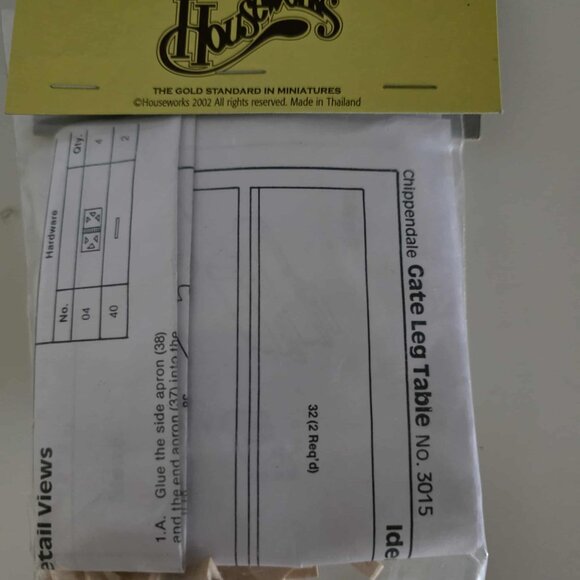 Houseworks
THE GOLD STANDARD IN MINIATURES
©Houseworks 2002 All rights reserved. Made in Thailand
Chippendale Gate Leg Table No. 3015
32 (2 Req'd)
Hardware
No. Qty.
04 4
40 2
1.A. Glue the side apron (38)
and the end apron (37) into the
etail Views
Ide